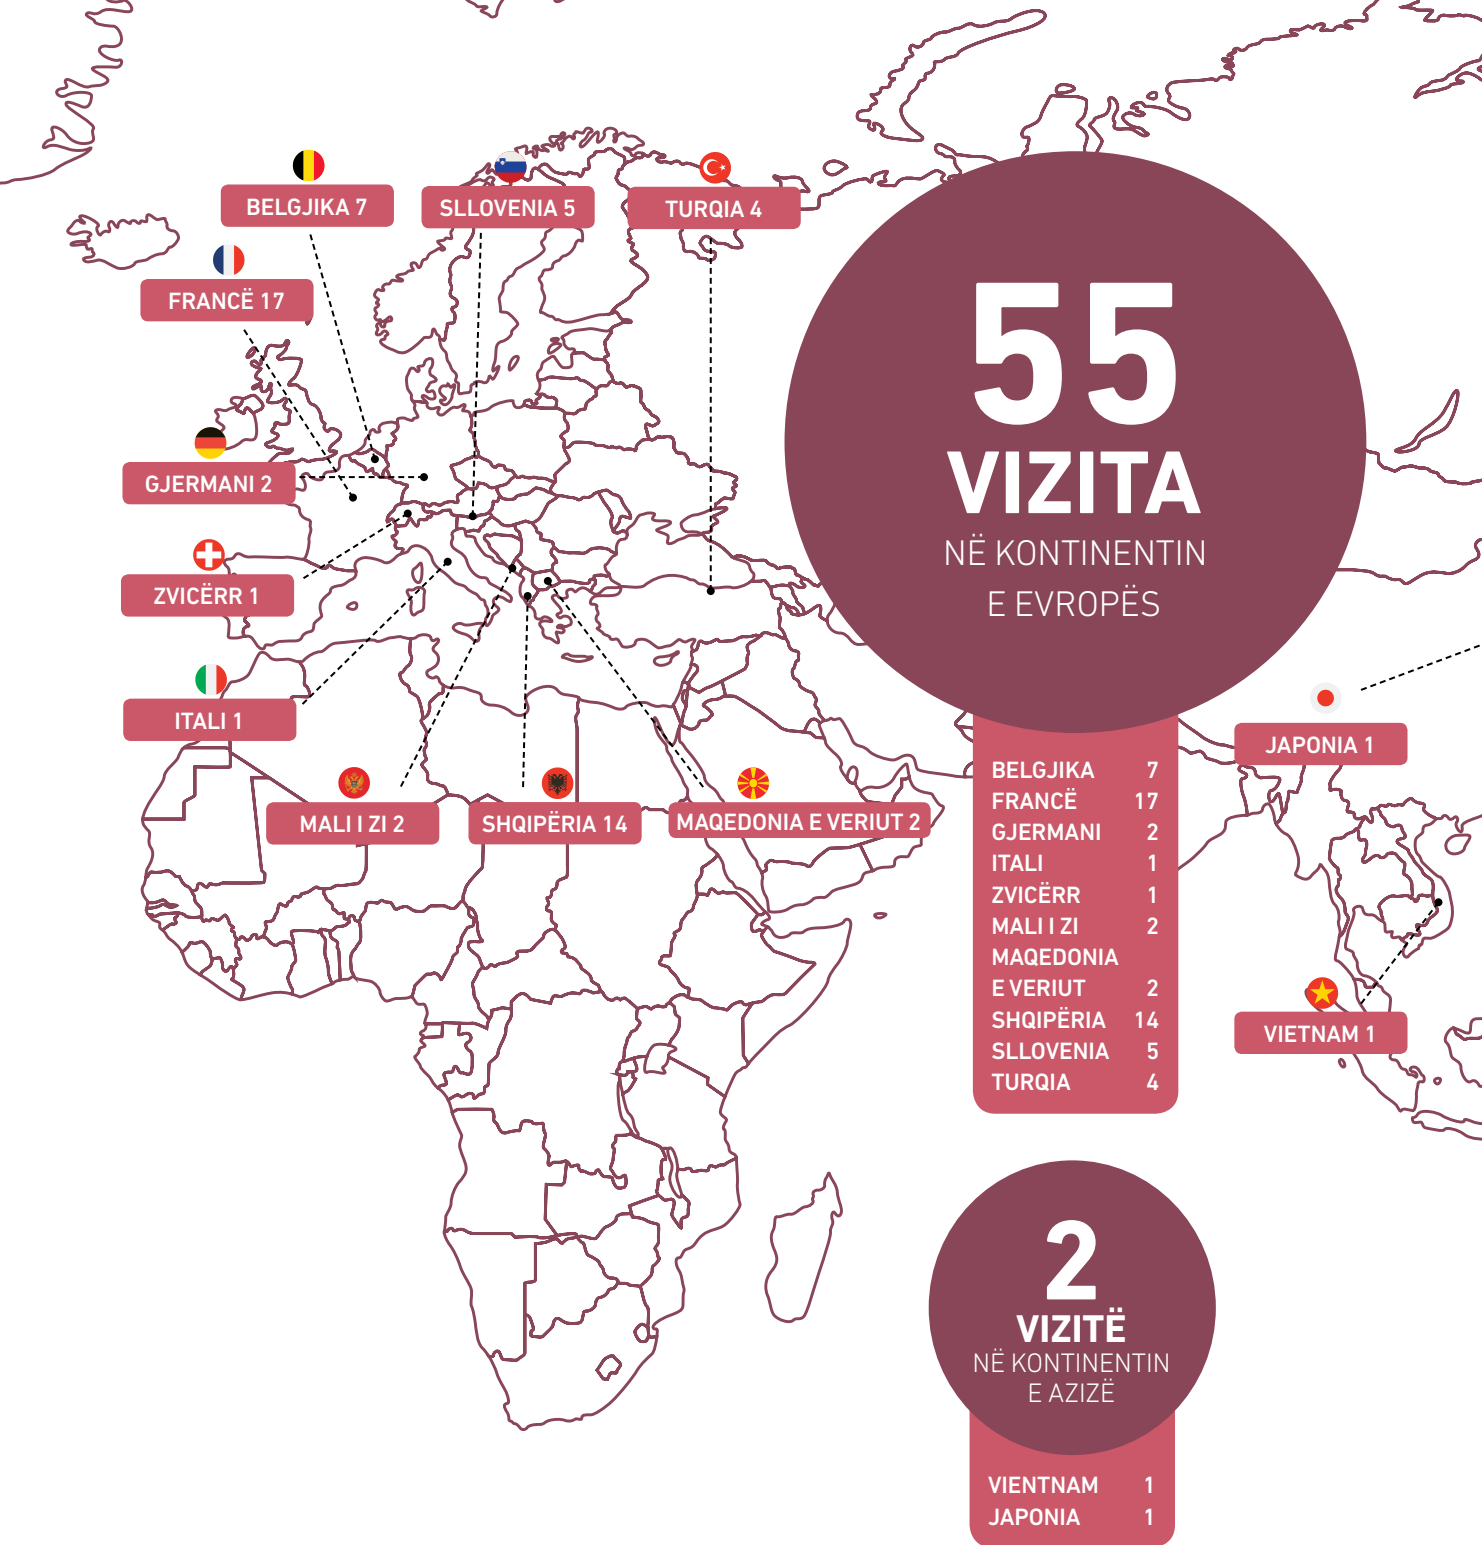 BELGJIKA 7
SLLOVENIA 5
TURQIA 4
FRANCË 17
GJERMANI 2
ZVICËRR 1
ITALI 1
MALI I ZI 2
SHQIPËRIA 14
MAQEDONIA E VERIUT 2
55
VIZITA
NË KONTINENTIN
E EVROPËS
BELGJIKA 7
FRANCË 17
GJERMANI 2
ITALI 1
ZVICËRR 1
MALI I ZI 2
MAQEDONIA
E VERIUT 2
SHQIPËRIA 14
SLLOVENIA 5
TURQIA 4
JAPONIA 1
VIETNAM 1
2
VIZITË
NË KONTINENTIN
E AZIZË
VIENTNAM 1
JAPONIA 1